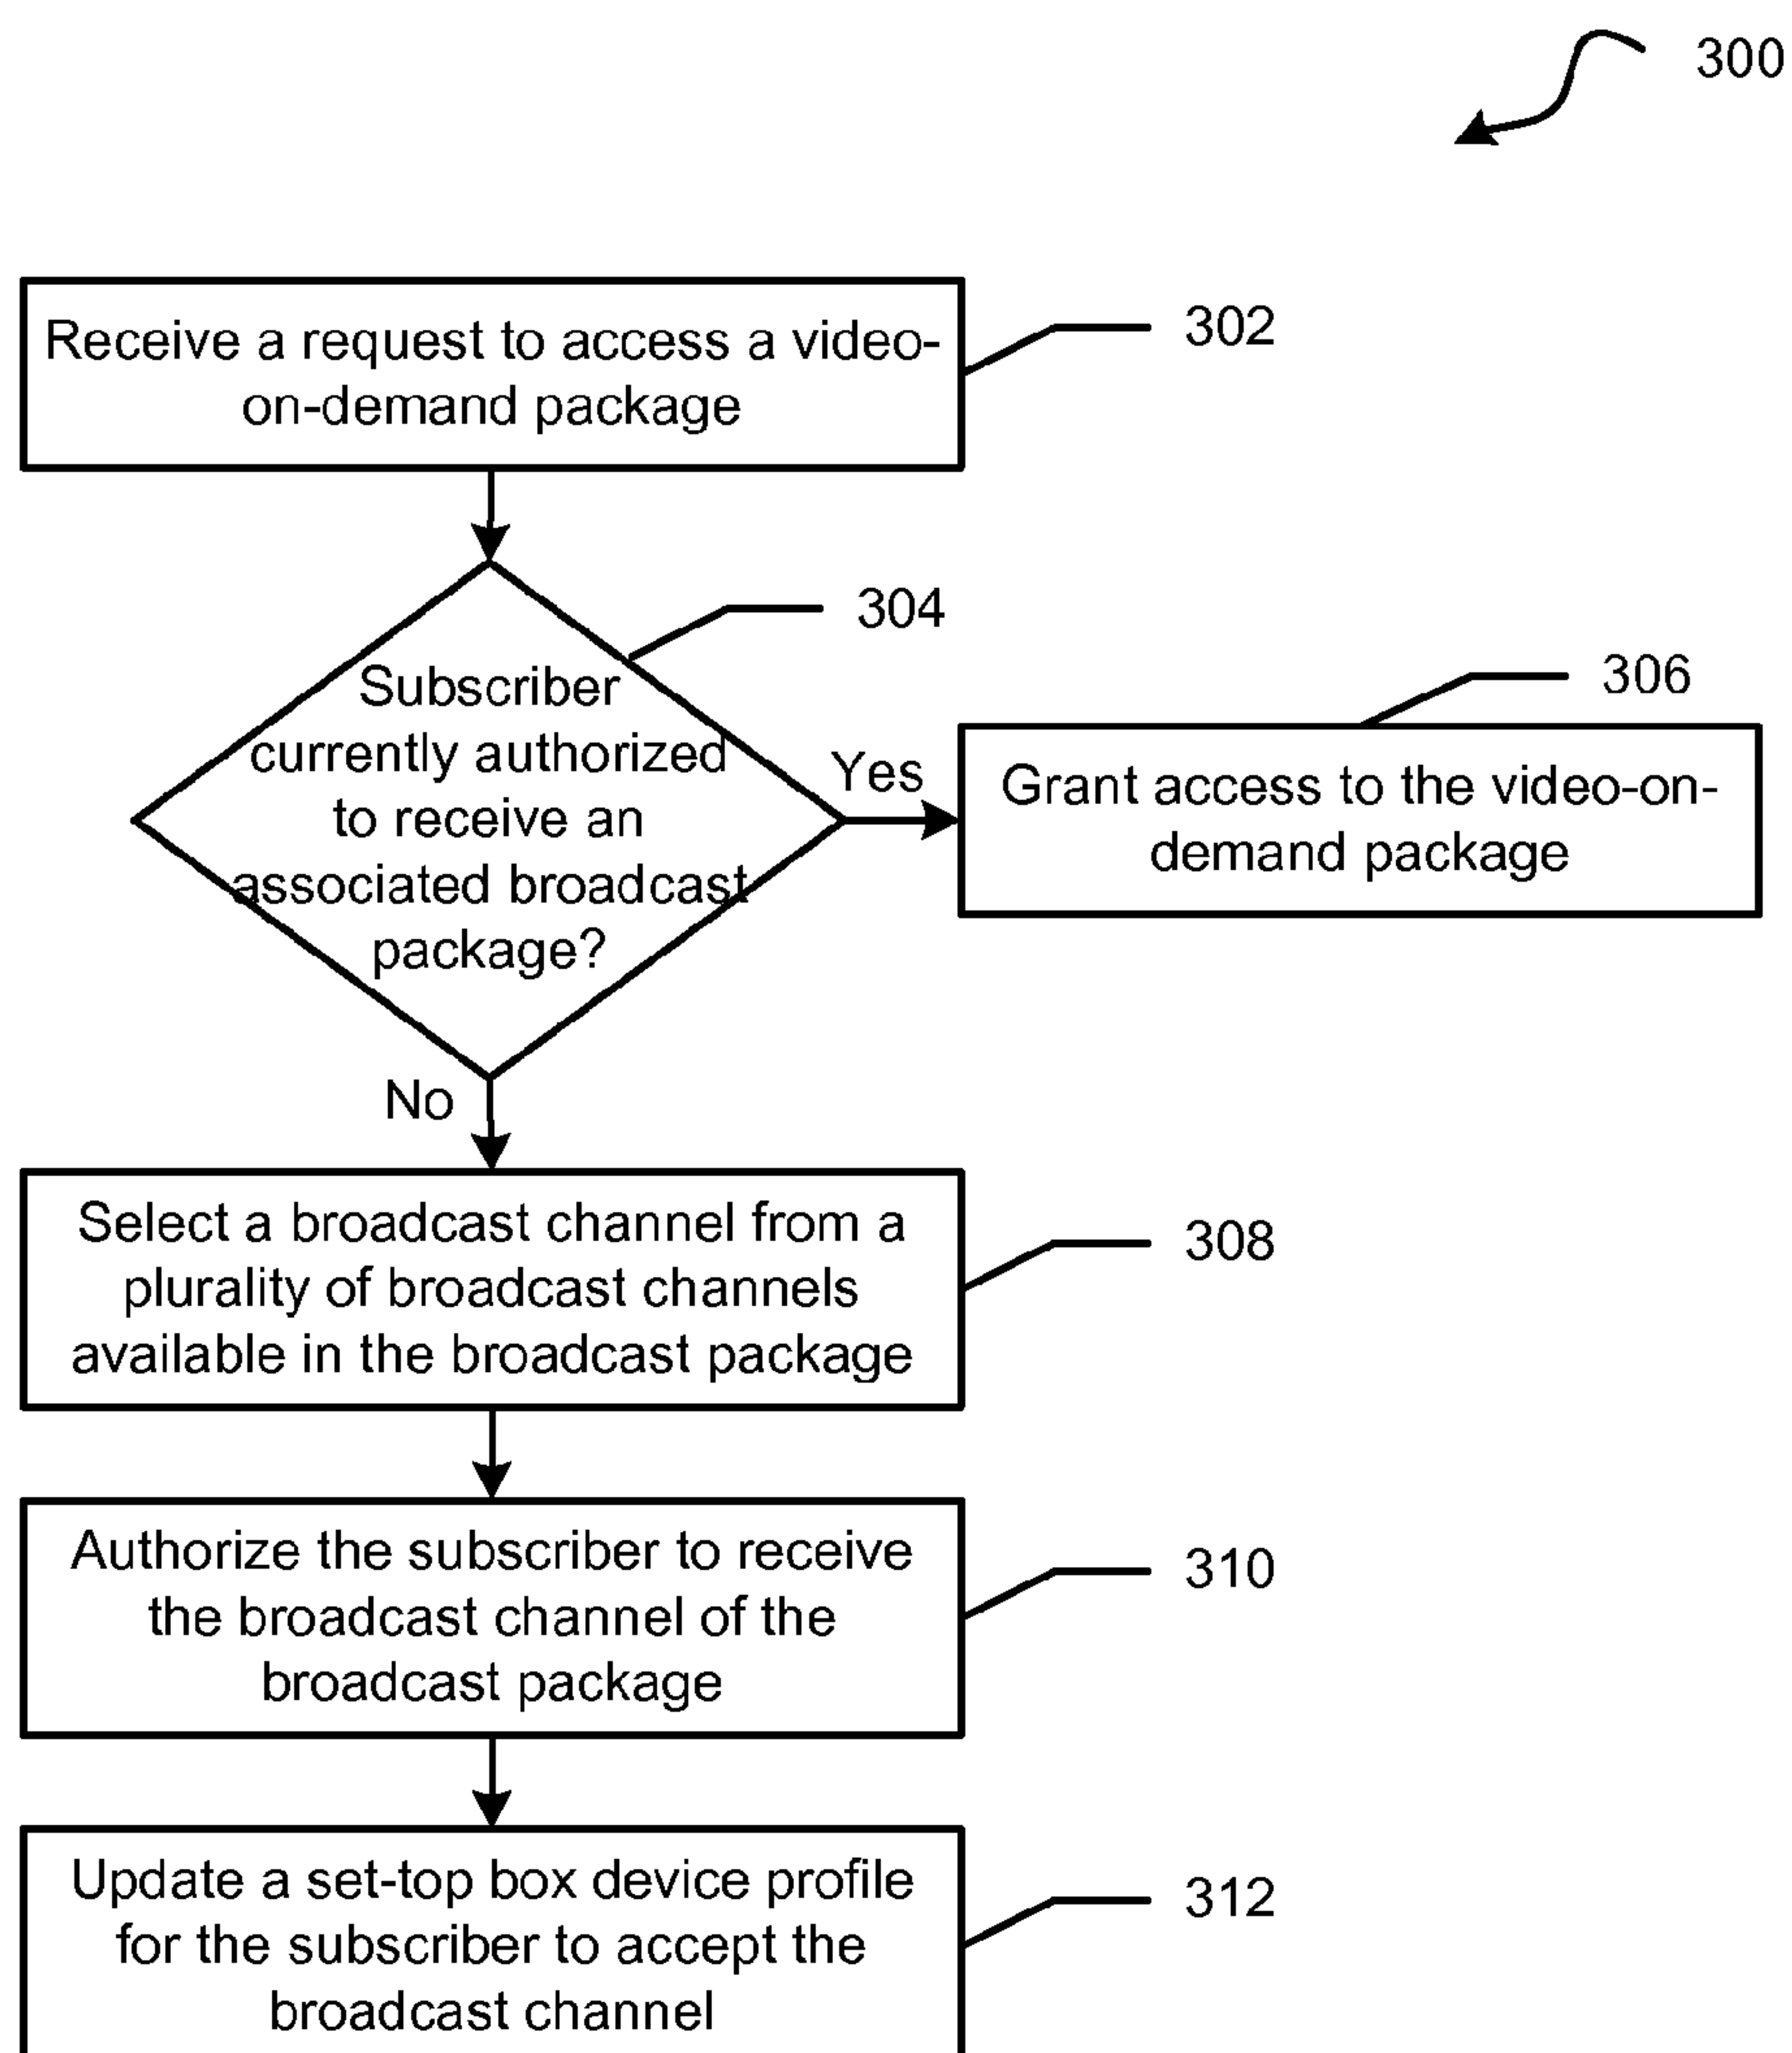 300
Receive a request to access a video-
on-demand package
302
304
Subscriber
currently authorized
to receive an
associated broadcast
package?
Yes
306
Grant access to the video-on-
demand package
No
Select a broadcast channel from a
plurality of broadcast channels
available in the broadcast package
308
Authorize the subscriber to receive
the broadcast channel of the
broadcast package
310
Update a set-top box device profile
for the subscriber to accept the
broadcast channel
312